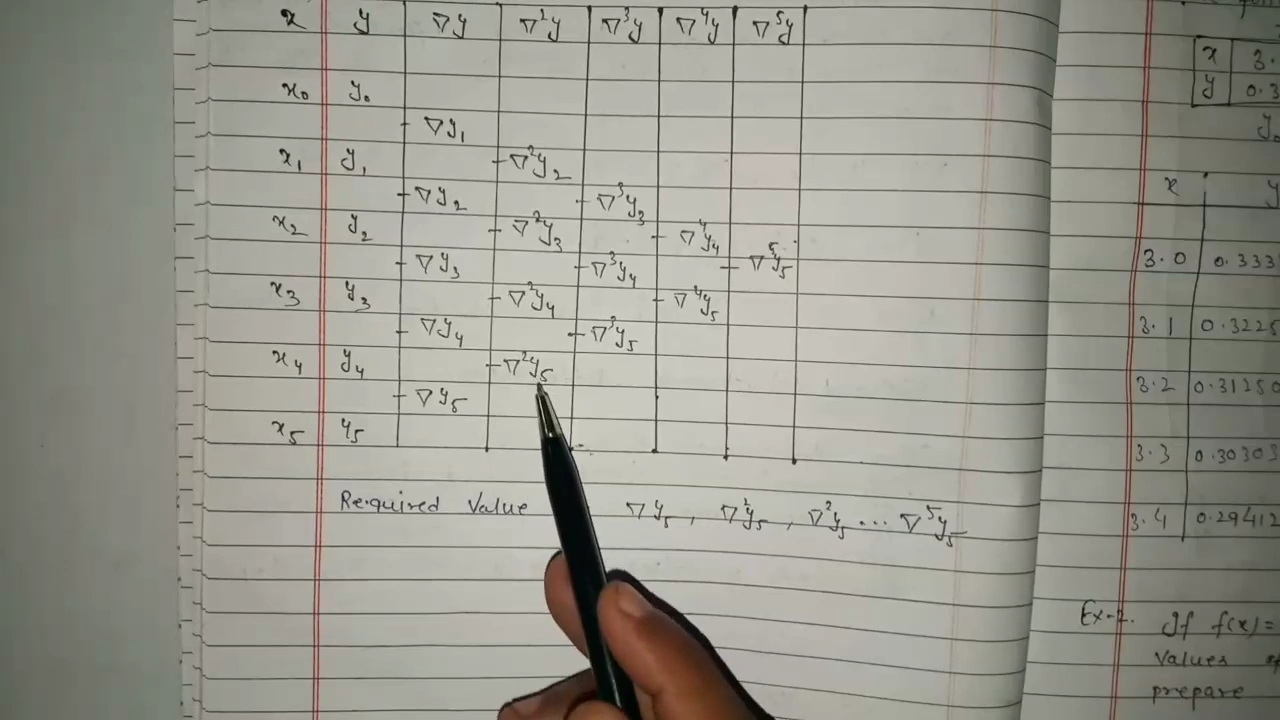 x y ∇y ∇²y ∇³y ∇⁴y ∇⁵y
x₀ y₀
∇y₁
x₁ y₁ ∇²y₂
∇y₂ ∇³y₃
x₂ y₂ ∇²y₃ ∇⁴y₄
∇y₃ ∇³y₄ ∇⁵y₅
x₃ y₃ ∇²y₄ ∇⁴y₅
∇y₄ ∇³y₅
x₄ y₄ ∇²y₅
∇y₅
x₅ y₅
Required Value ∇y₅, ∇²y₅, ∇²y₅ ... ∇⁵y₅
x 3.
y 0.3
x y
3.0 0.333
3.1 0.3225
3.2 0.31250
3.3 0.30303
3.4 0.29412
Ex-2. If f(x)=
Values
prepare